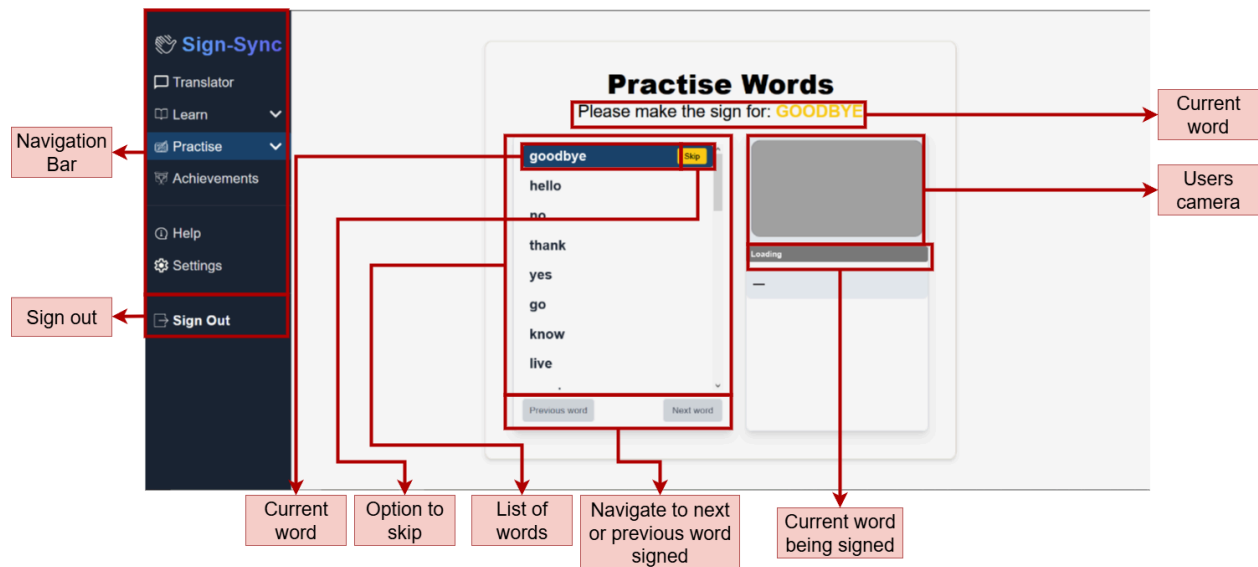 Sign-Sync
Translator
Learn
Practise
Achievements
Help
Settings
Sign Out
Navigation
Bar
Sign out
Practise Words
Please make the sign for: GOODBYE
goodbye
Skip
hello
no
thank
yes
go
know
live
Previous word
Next word
Loading
Current
word
Users
camera
Current
word
Option to
skip
List of
words
Navigate to next
or previous word
signed
Current word
being signed